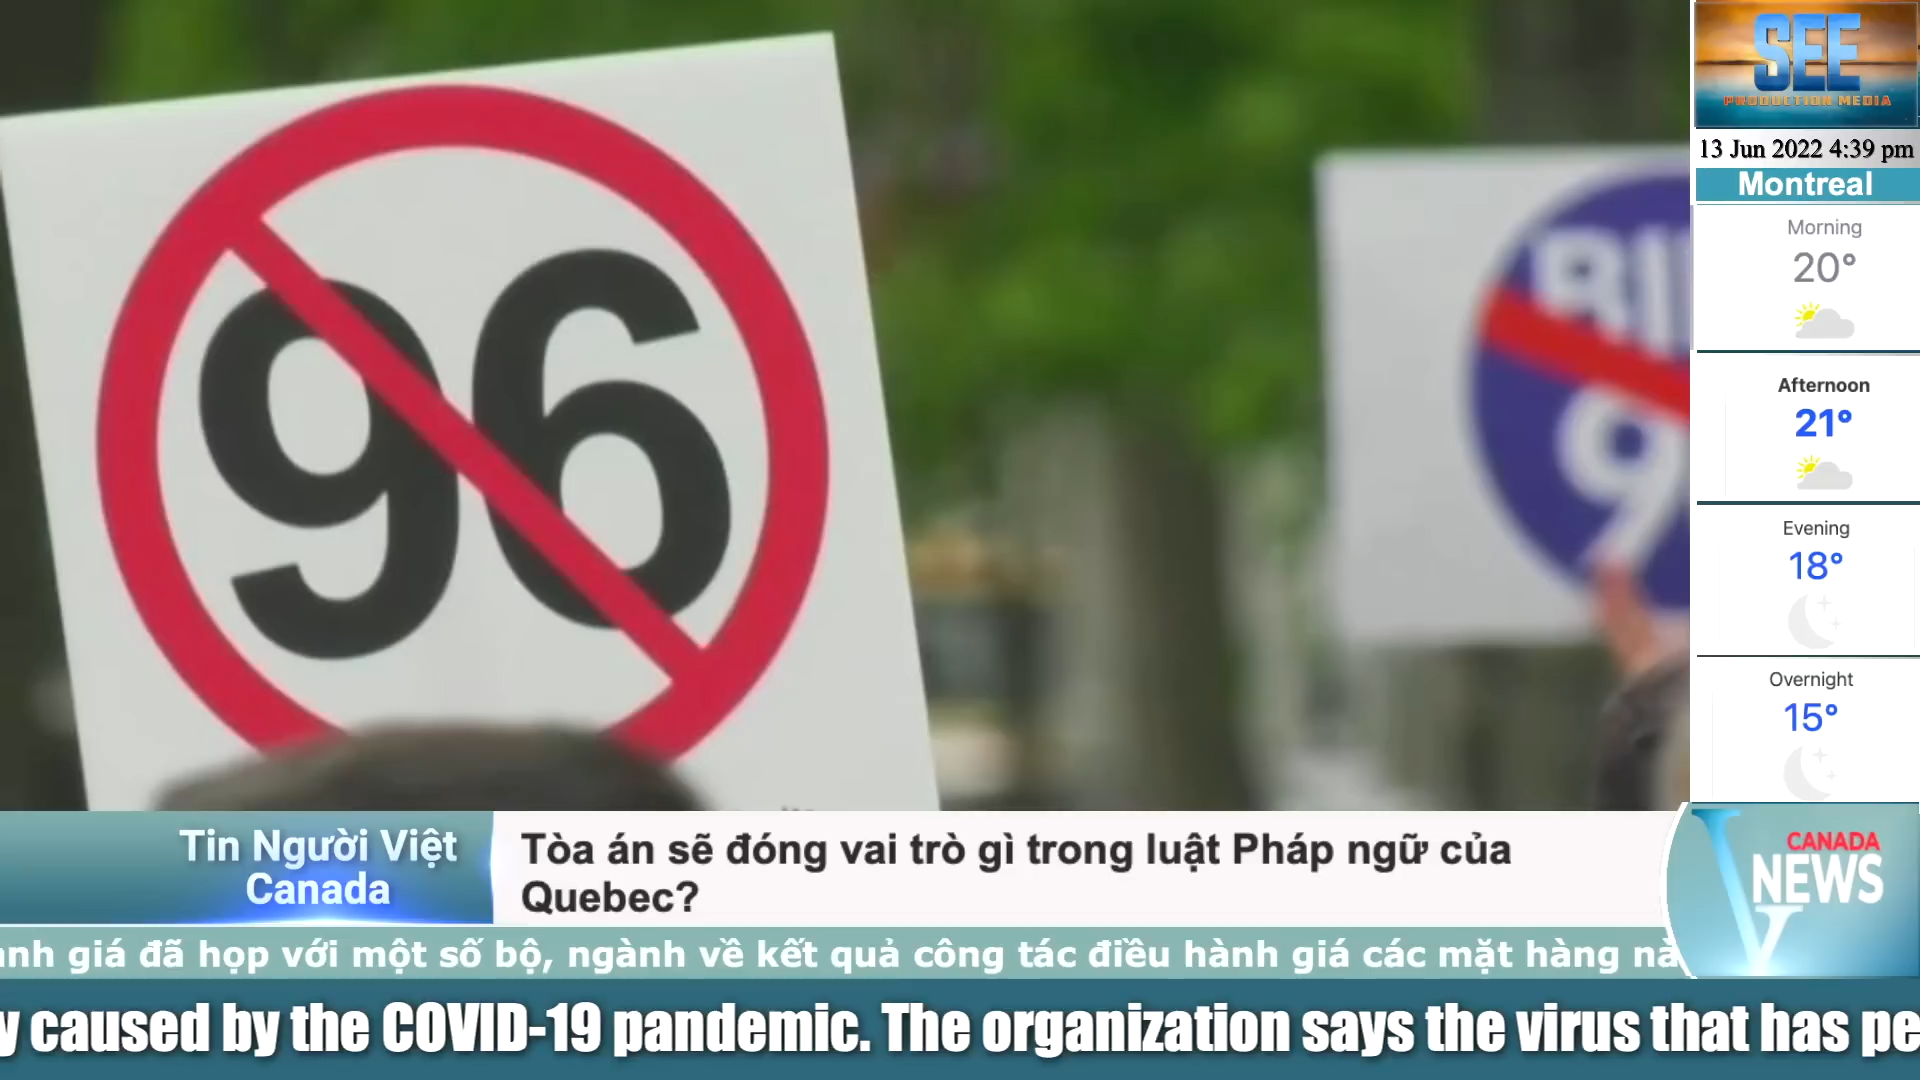 96
SEE
PRODUCTION MEDIA
13 Jun 2022 4:39 pm
Montreal
Morning
20°
Afternoon
21°
Evening
18°
Overnight
15°
Tin Người Việt
Canada
Tòa án sẽ đóng vai trò gì trong luật Pháp ngữ của
Quebec?
CANADA
V NEWS
giá đã họp với một số bộ, ngành về kết quả công tác điều hành giá các mặt hàng
caused by the COVID-19 pandemic. The organization says the virus that has